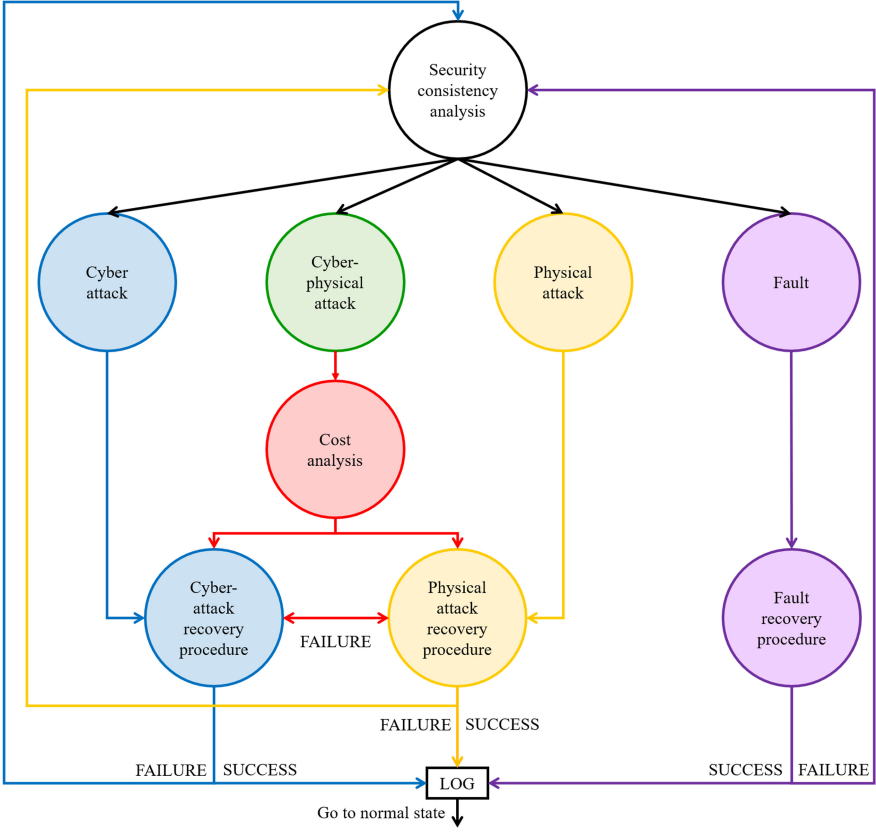 Security
consistency
analysis
Cyber
attack
Cyber-
physical
attack
Physical
attack
Fault
Cost
analysis
Cyber-
attack
recovery
procedure
FAILURE
Physical
attack
recovery
procedure
Fault
recovery
procedure
FAILURE
SUCCESS
FAILURE
SUCCESS
SUCCESS
FAILURE
LOG
Go to normal state